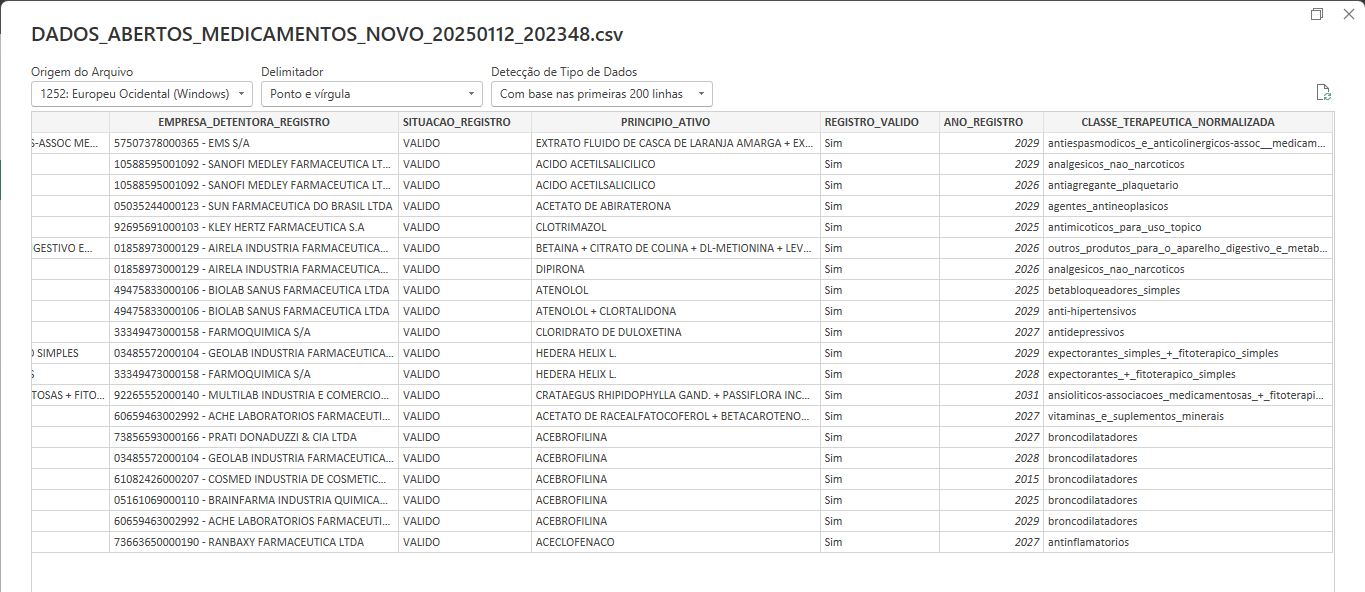 DADOS_ABERTOS_MEDICAMENTOS_NOVO_20250112_202348.csv
Origem do Arquivo Delimitador Detecção de Tipo de Dados
1252: Europeu Ocidental (Windows) Ponto e vírgula Com base nas primeiras 200 linhas
EMPRESA_DETENTORA_REGISTRO SITUACAO_REGISTRO PRINCIPIO_ATIVO REGISTRO_VALIDO ANO_REGISTRO CLASSE_TERAPEUTICA_NORMALIZADA
S-ASSOC ME... 57507378000365 - EMS S/A VALIDO EXTRATO FLUIDO DE CASCA DE LARANJA AMARGA + EX... Sim 2029 antiespasmodicos_e_anticolinergicos-assoc__medicam...
10588595001092 - SANOFI MEDLEY FARMACEUTICA LT... VALIDO ACIDO ACETILSALICILICO Sim 2029 analgesicos_nao_narcoticos
10588595001092 - SANOFI MEDLEY FARMACEUTICA LT... VALIDO ACIDO ACETILSALICILICO Sim 2026 antiagregante_plaquetario
05035244000123 - SUN FARMACEUTICA DO BRASIL LTDA VALIDO ACETATO DE ABIRATERONA Sim 2029 agentes_antineoplasicos
92695691000103 - KLEY HERTZ FARMACEUTICA S.A VALIDO CLOTRIMAZOL Sim 2025 antimicoticos_para_uso_topico
IGESTIVO E... 01858973000129 - AIRELA INDUSTRIA FARMACEUTICA... VALIDO BETAINA + CITRATO DE COLINA + DL-METIONINA + LEV... Sim 2026 outros_produtos_para_o_aparelho_digestivo_e_metab...
01858973000129 - AIRELA INDUSTRIA FARMACEUTICA... VALIDO DIPIRONA Sim 2026 analgesicos_nao_narcoticos
49475833000106 - BIOLAB SANUS FARMACEUTICA LTDA VALIDO ATENOLOL Sim 2025 betabloqueadores_simples
49475833000106 - BIOLAB SANUS FARMACEUTICA LTDA VALIDO ATENOLOL + CLORTALIDONA Sim 2029 anti-hipertensivos
33349473000158 - FARMOQUIMICA S/A VALIDO CLORIDRATO DE DULOXETINA Sim 2027 antidepressivos
O SIMPLES 03485572000104 - GEOLAB INDUSTRIA FARMACEUTICA... VALIDO HEDERA HELIX L. Sim 2029 expectorantes_simples_+_fitoterapico_simples
S 33349473000158 - FARMOQUIMICA S/A VALIDO HEDERA HELIX L. Sim 2028 expectorantes_+_fitoterapico_simples
TOSAS + FITO... 92265552000140 - MULTILAB INDUSTRIA E COMERCIO... VALIDO CRATAEGUS RHIPIDOPHYLLA GAND. + PASSIFLORA INC... Sim 2031 ansioliticos-associacoes_medicamentosas_+_fitoterapi...
60659463002992 - ACHE LABORATORIOS FARMACEUTI... VALIDO ACETATO DE RACEALFATOCOFEROL + BETACAROTENO... Sim 2027 vitaminas_e_suplementos_minerais
73856593000166 - PRATI DONADUZZI & CIA LTDA VALIDO ACEBROFILINA Sim 2027 broncodilatadores
03485572000104 - GEOLAB INDUSTRIA FARMACEUTICA... VALIDO ACEBROFILINA Sim 2028 broncodilatadores
61082426000207 - COSMED INDUSTRIA DE COSMETIC... VALIDO ACEBROFILINA Sim 2015 broncodilatadores
05161069000110 - BRAINFARMA INDUSTRIA QUIMICA... VALIDO ACEBROFILINA Sim 2025 broncodilatadores
60659463002992 - ACHE LABORATORIOS FARMACEUTI... VALIDO ACEBROFILINA Sim 2029 broncodilatadores
73663650000190 - RANBAXY FARMACEUTICA LTDA VALIDO ACECLOFENACO Sim 2027 antinflamatorios